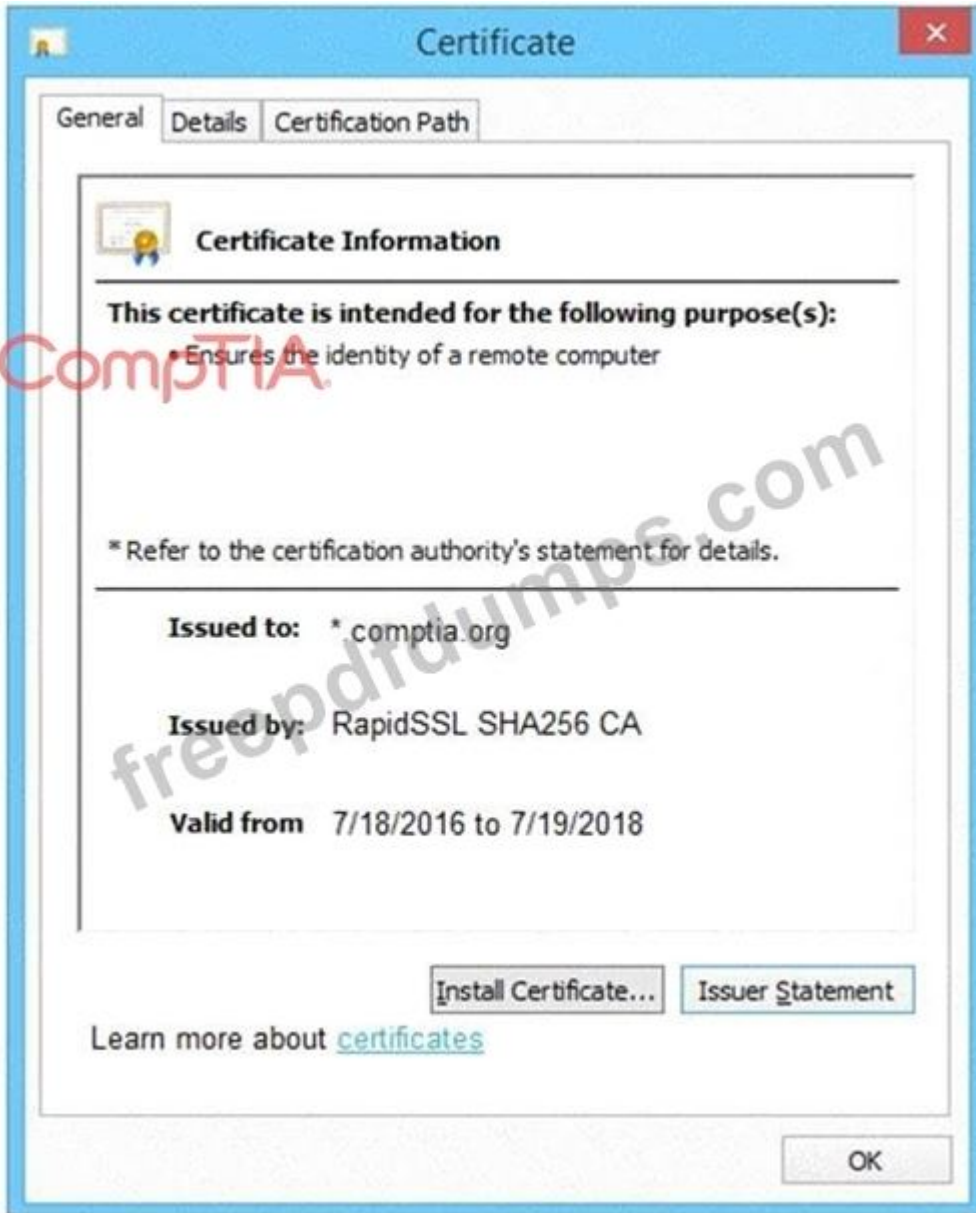 Certificate
General
Details
Certification Path
Certificate Information
This certificate is intended for the following purpose(s):
• Ensures the identity of a remote computer
CompTIA.
* Refer to the certification authority's statement for details.
Issued to: *.comptia.org
Issued by: RapidSSL SHA256 CA
Valid from 7/18/2016 to 7/19/2018
freepdfdumps.com
Install Certificate...
Issuer Statement
Learn more about certificates
OK